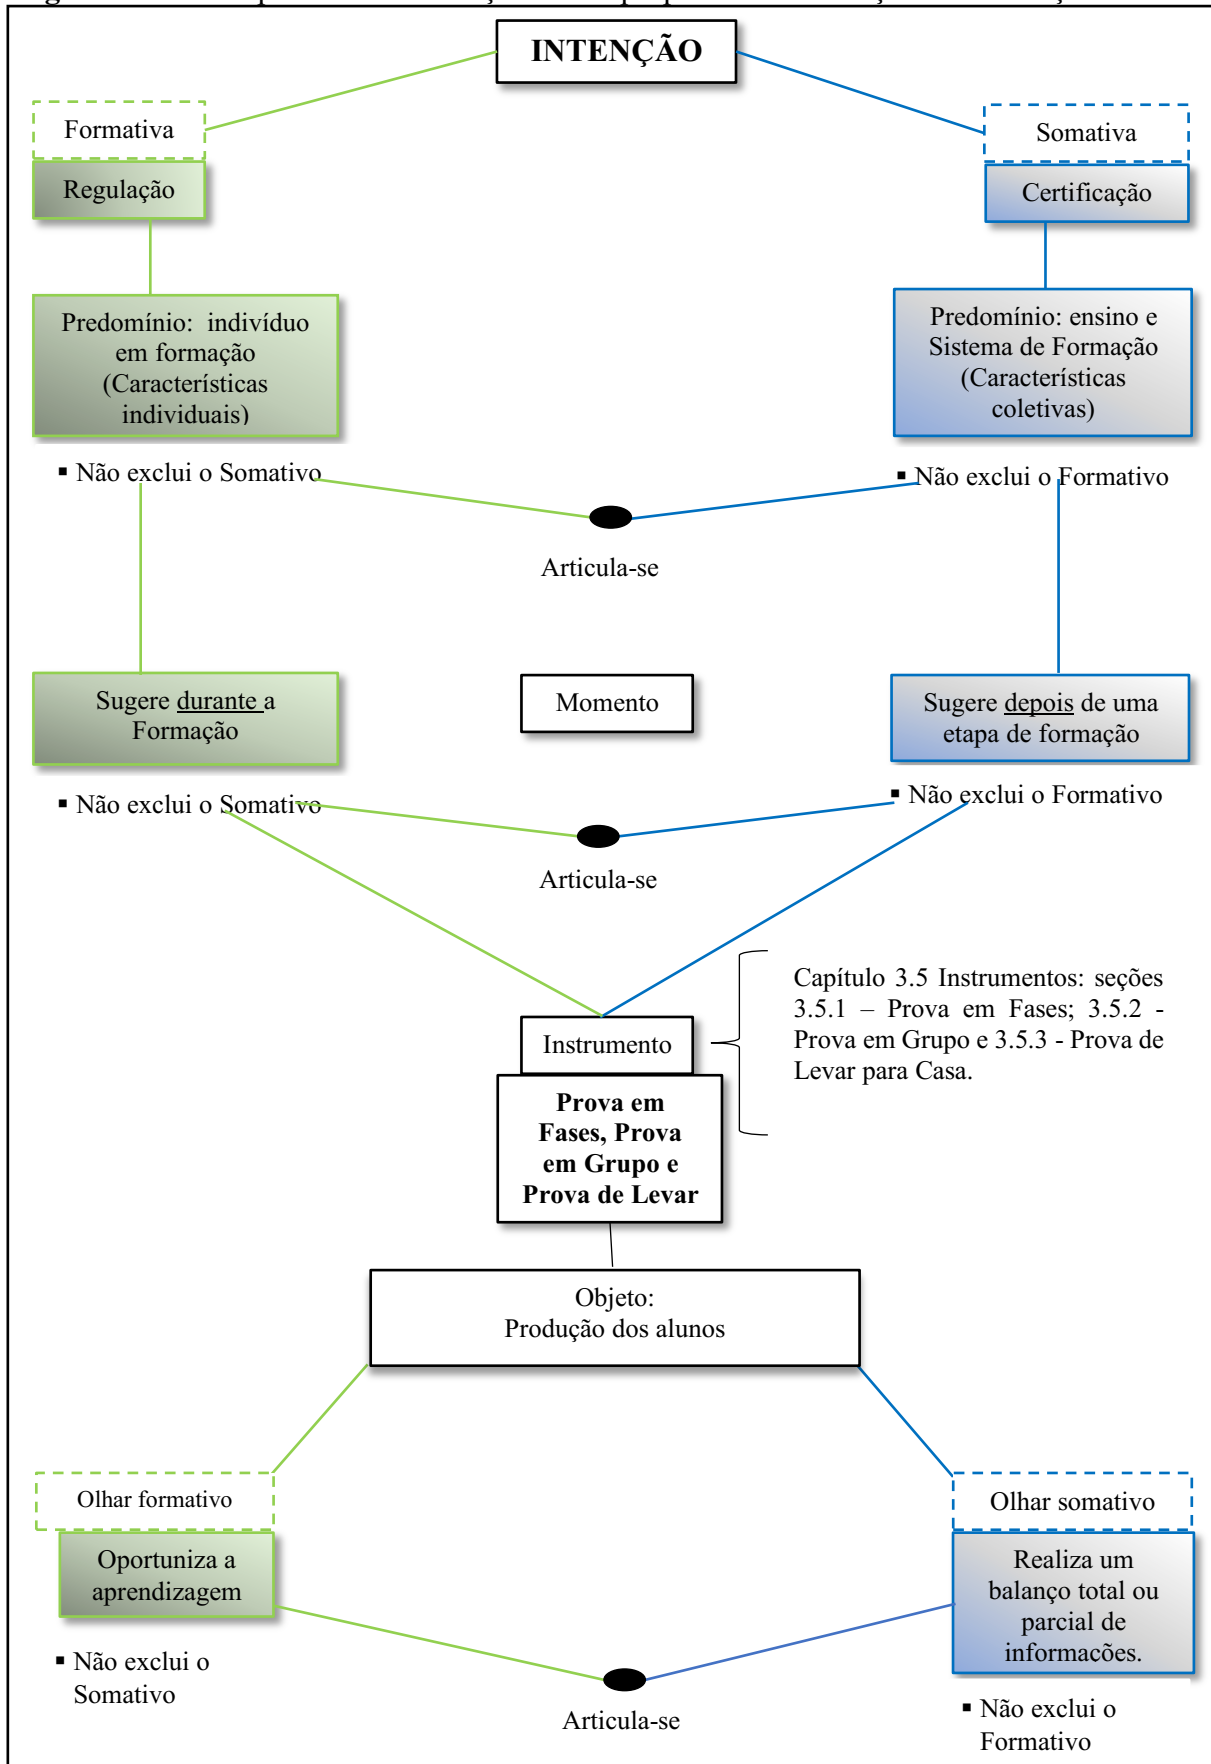 INTENÇÃO
Formativa
Somativa
Regulação
Certificação
Predomínio: indivíduo
em formação
(Características
individuais)
Predomínio: ensino e
Sistema de Formação
(Características
coletivas)
▪ Não exclui o Somativo
▪ Não exclui o Formativo
Articula-se
Sugere durante a
Formação
Momento
Sugere depois de uma
etapa de formação
▪ Não exclui o Somativo
▪ Não exclui o Formativo
Articula-se
Capítulo 3.5 Instrumentos: seções
3.5.1 – Prova em Fases; 3.5.2 -
Prova em Grupo e 3.5.3 - Prova de
Levar para Casa.
Instrumento
Prova em
Fases, Prova
em Grupo e
Prova de Levar
Objeto:
Produção dos alunos
Olhar formativo
Olhar somativo
Oportuniza a
aprendizagem
Realiza um
balanço total ou
parcial de
informações.
▪ Não exclui o
Somativo
Articula-se
▪ Não exclui o
Formativo